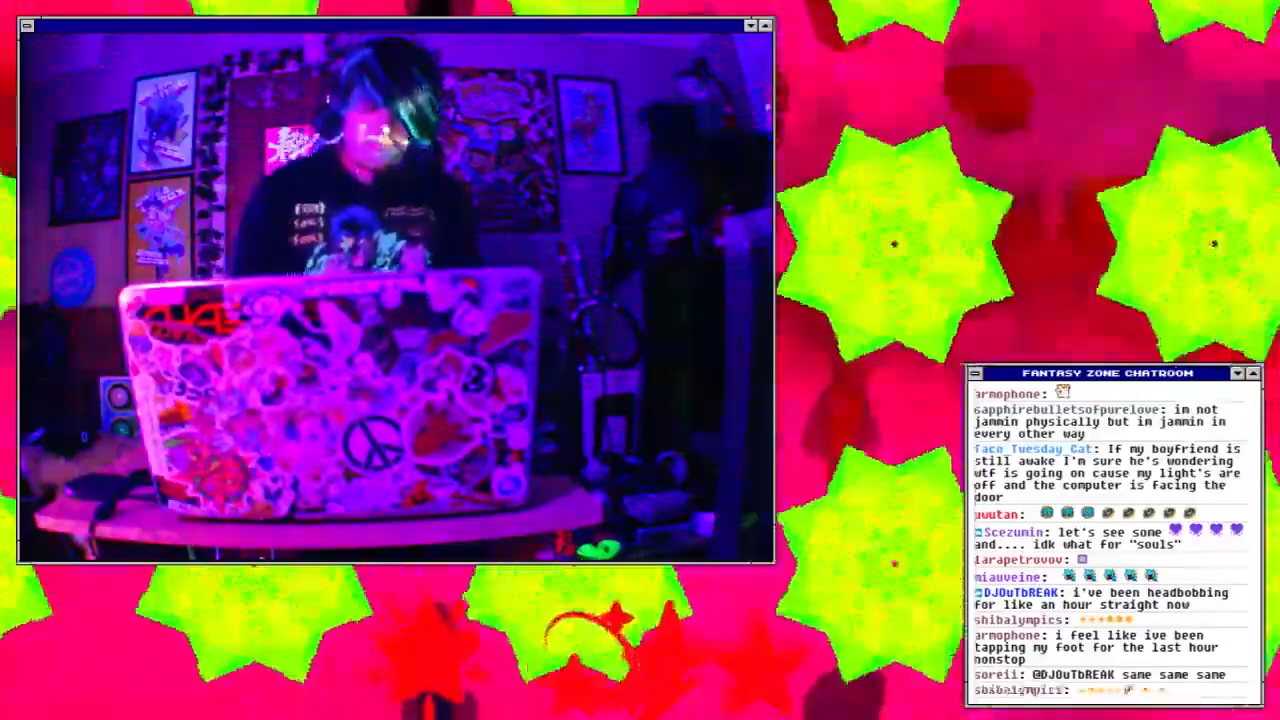 FANTASY ZONE CHATROOM
armophone:
sapphirebulletsofpurelove: im not
jammin physically but im jammin in
every other way
Taco_Tuesday_Cat: If my boyfriend is
still awake I'm sure he's wondering
wtf is going on cause my light's are
off and the computer is facing the
door
uwutan:
Scezumin: let's see some
and.... idk what for "souls"
larapetrovov:
miauveine:
DJOuTbREAK: i've been headbobbing
for like an hour straight now
shibalympics:
armophone: i feel like ive been
tapping my foot for the last hour
nonstop
soreii: @DJOuTbREAK same same same